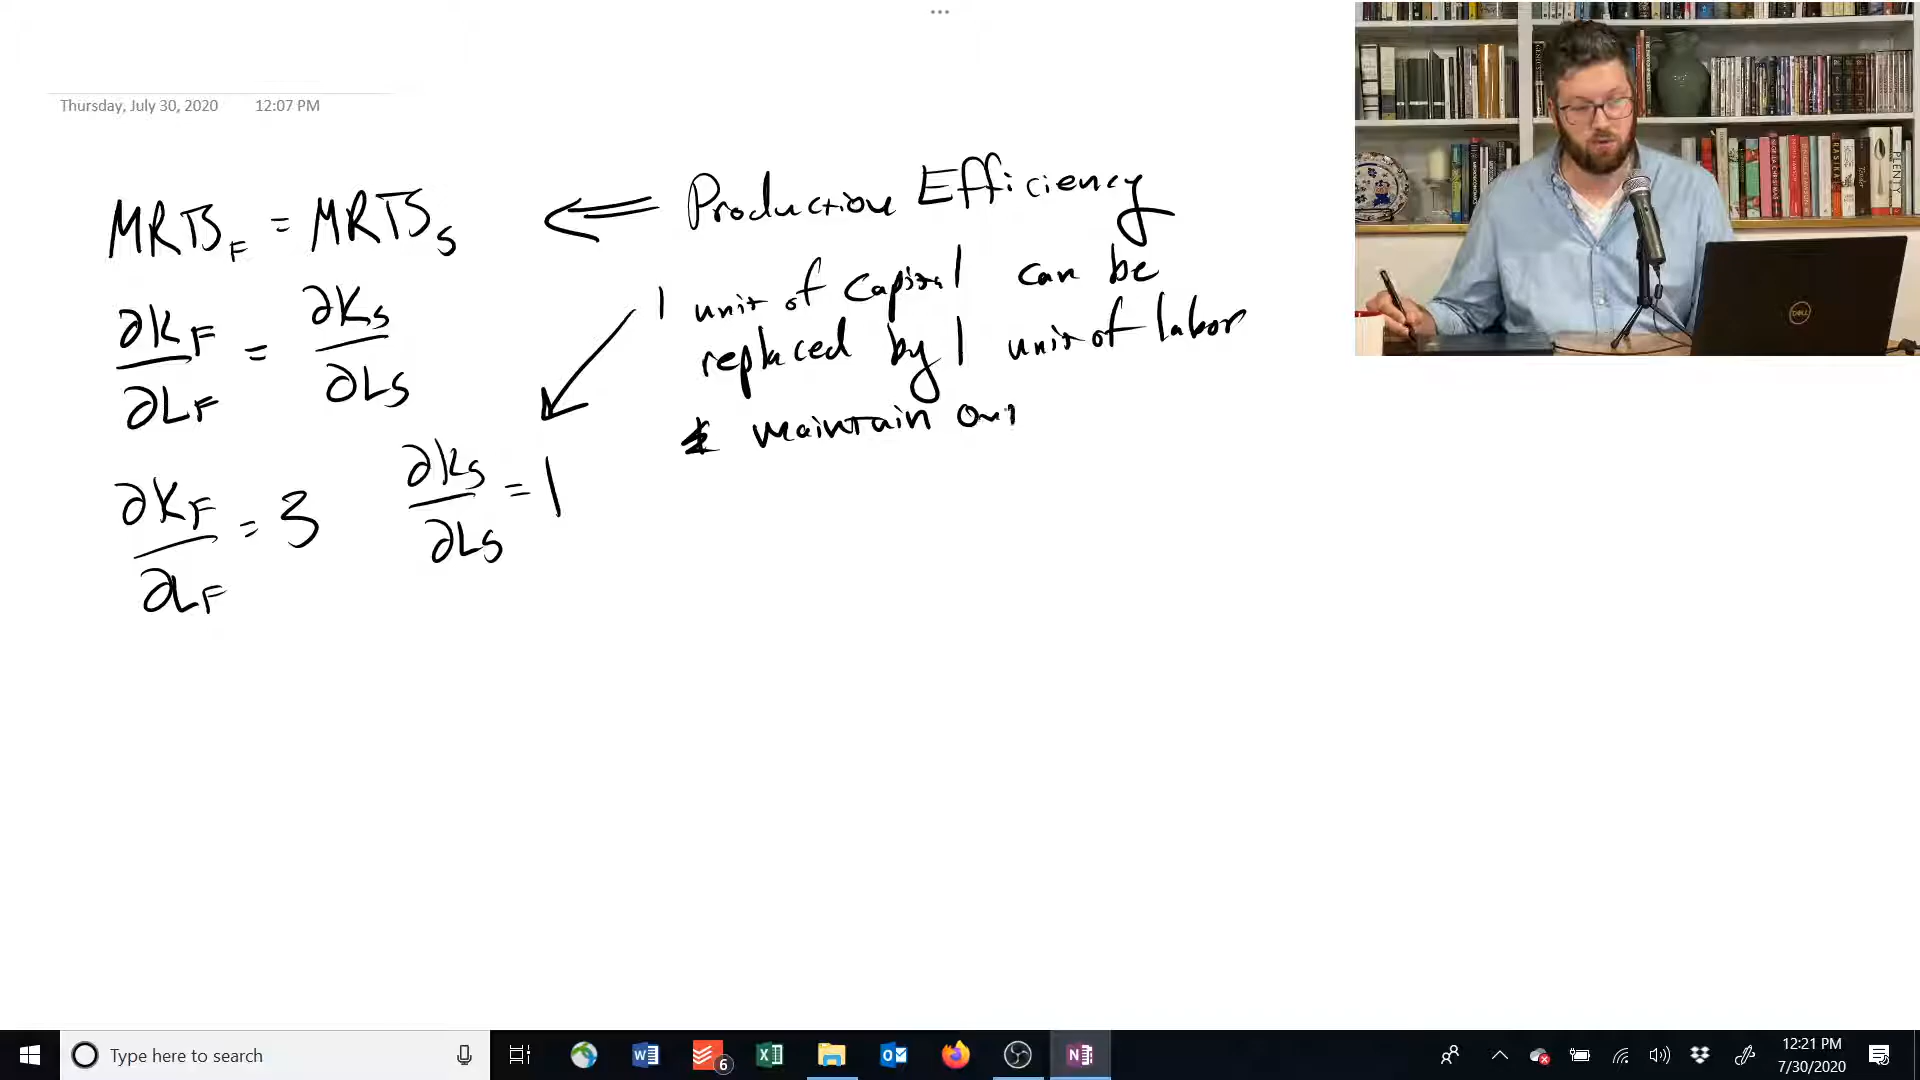 Thursday, July 30, 2020 12:07 PM
MRTS_F = MRTS_S ⇐ Production Efficiency
∂K_F/∂L_F = ∂K_S/∂L_S
1 unit of capital can be
replaced by 1 unit of labor
& maintain out
∂K_F/∂L_F = 3 ∂K_S/∂L_S = 1
PLENTY
DELL
Type here to search
6
12:21 PM
7/30/2020